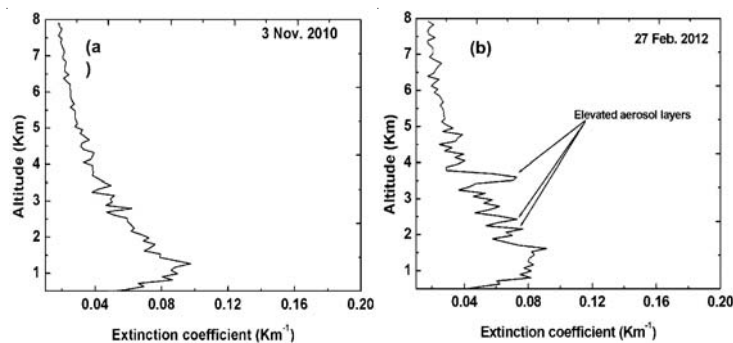 (a
)
3 Nov. 2010
8
7
6
5
4
3
2
1
0.04 0.08 0.12 0.16 0.20
Altitude (Km)
Extinction coefficient (Km-1)
(b)
27 Feb. 2012
Elevated aerosol layers
8
7
6
5
4
3
2
1
0.04 0.08 0.12 0.16 0.20
Altitude (Km)
Extinction coefficient (Km-1)